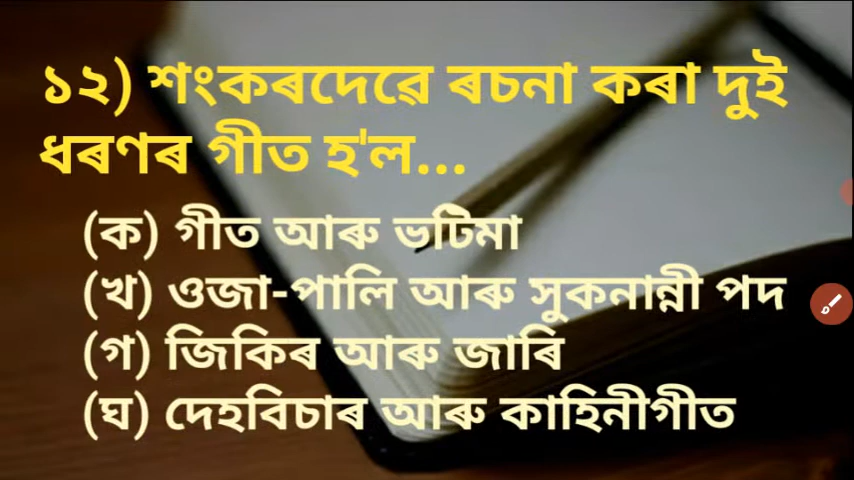 ১২) শংকৰদেৱে ৰচনা কৰা দুই
ধৰণৰ গীত হ'ল...
(ক) গীত আৰু ভটিমা
(খ) ওজা-পালি আৰু সুকনান্নী পদ
(গ) জিকিৰ আৰু জাৰি
(ঘ) দেহবিচাৰ আৰু কাহিনীগীত